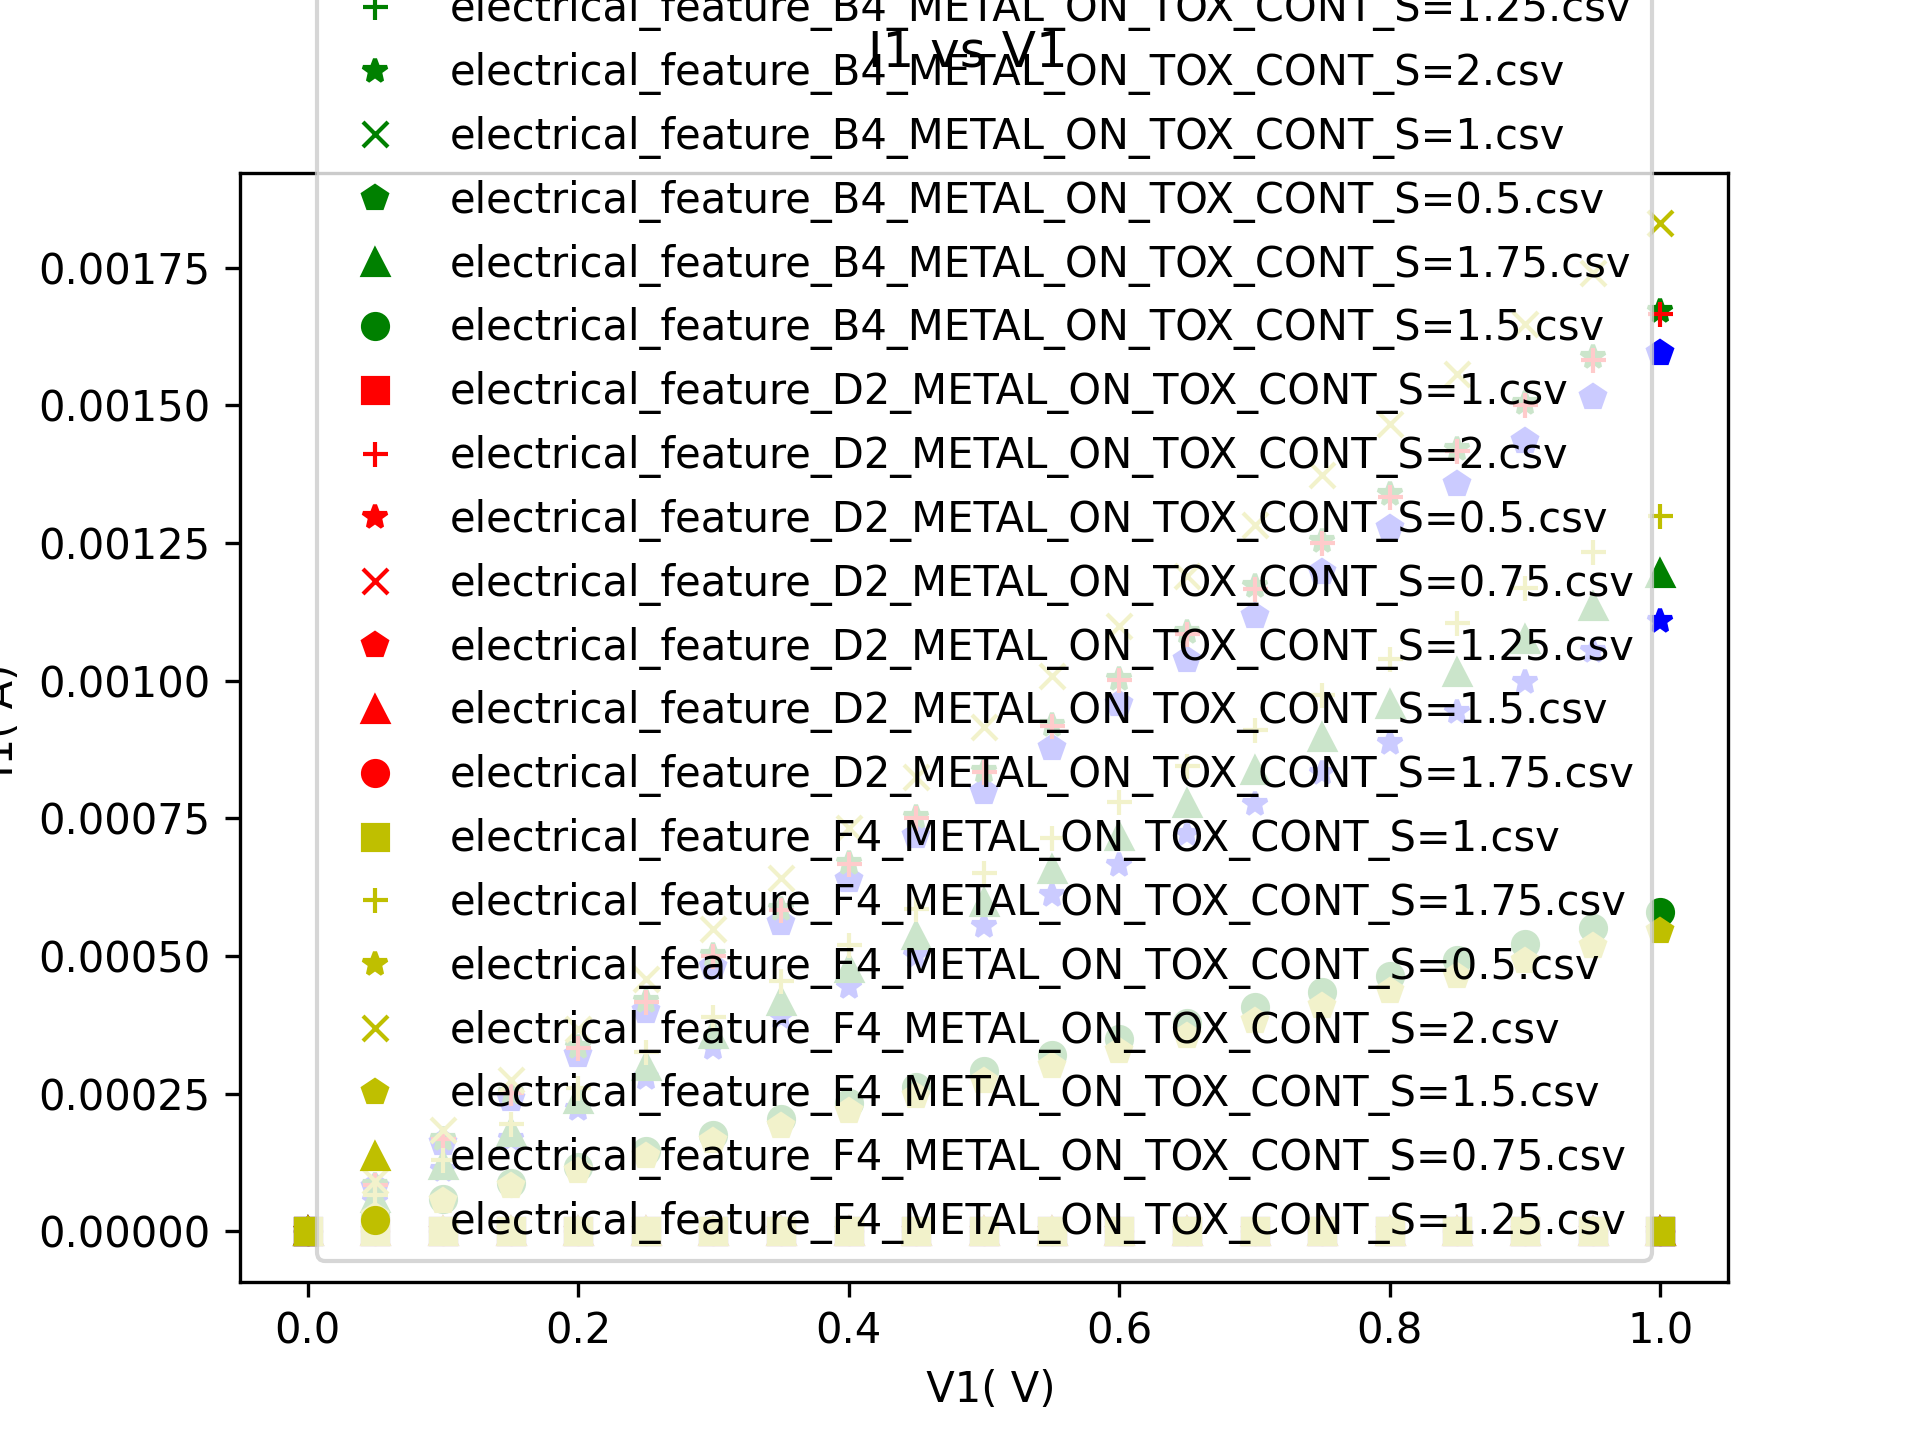 electrical_feature_B4_METAL_ON_TOX_CONT_S=1.25.csv
I1 vs V1
electrical_feature_B4_METAL_ON_TOX_CONT_S=2.csv
electrical_feature_B4_METAL_ON_TOX_CONT_S=1.csv
electrical_feature_B4_METAL_ON_TOX_CONT_S=0.5.csv
electrical_feature_B4_METAL_ON_TOX_CONT_S=1.75.csv
electrical_feature_B4_METAL_ON_TOX_CONT_S=1.5.csv
electrical_feature_D2_METAL_ON_TOX_CONT_S=1.csv
electrical_feature_D2_METAL_ON_TOX_CONT_S=2.csv
electrical_feature_D2_METAL_ON_TOX_CONT_S=0.5.csv
electrical_feature_D2_METAL_ON_TOX_CONT_S=0.75.csv
electrical_feature_D2_METAL_ON_TOX_CONT_S=1.25.csv
electrical_feature_D2_METAL_ON_TOX_CONT_S=1.5.csv
electrical_feature_D2_METAL_ON_TOX_CONT_S=1.75.csv
electrical_feature_F4_METAL_ON_TOX_CONT_S=1.csv
electrical_feature_F4_METAL_ON_TOX_CONT_S=1.75.csv
electrical_feature_F4_METAL_ON_TOX_CONT_S=0.5.csv
electrical_feature_F4_METAL_ON_TOX_CONT_S=2.csv
electrical_feature_F4_METAL_ON_TOX_CONT_S=1.5.csv
electrical_feature_F4_METAL_ON_TOX_CONT_S=0.75.csv
electrical_feature_F4_METAL_ON_TOX_CONT_S=1.25.csv
0.00175
0.00150
0.00125
0.00100
0.00075
0.00050
0.00025
0.00000
I1( A)
0.0 0.2 0.4 0.6 0.8 1.0
V1( V)